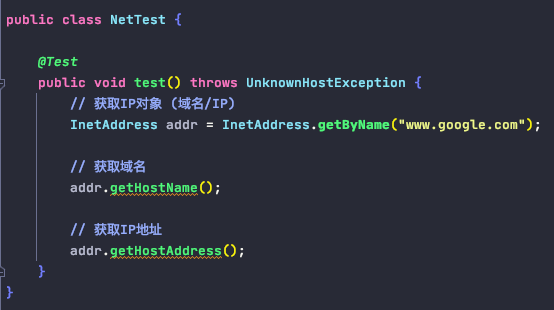 public class NetTest {
@Test
public void test() throws UnknownHostException {
// 获取IP对象 (域名/IP)
InetAddress addr = InetAddress.getByName("www.google.com");
// 获取域名
addr.getHostName();
// 获取IP地址
addr.getHostAddress();
}
}